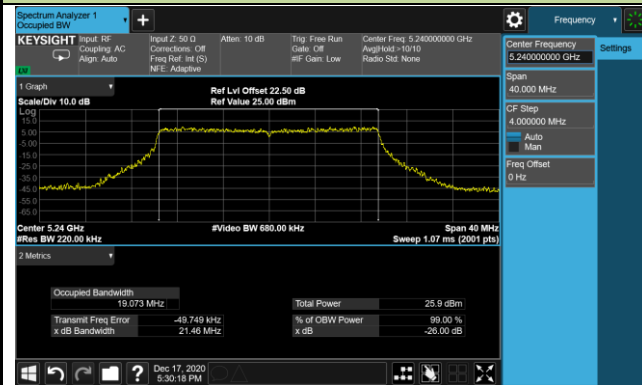 Spectrum Analyzer 1
Occupied BW
Frequency
KEYSIGHT
Input: RF
Coupling: AC
Align: Auto
Input Z: 50 Ω
Corrections: Off
Freq Ref: Int (S)
NFE: Adaptive
Atten: 10 dB
Trig: Free Run
Gate: Off
#IF Gain: Low
Center Freq: 5.240000000 GHz
Avg|Hold:>10/10
Radio Std: None
Center Frequency
5.240000000 GHz
Settings
Span
40.000 MHz
CF Step
4.000000 MHz
Auto
Man
Freq Offset
0 Hz
1 Graph
Scale/Div 10.0 dB
Ref Lvl Offset 22.50 dB
Ref Value 25.00 dBm
Log
15.0
5.00
-5.00
-15.0
-25.0
-35.0
-45.0
-55.0
-65.0
Center 5.24 GHz
#Video BW 680.00 kHz
Span 40 MHz
#Res BW 220.00 kHz
Sweep 1.07 ms (2001 pts)
2 Metrics
Occupied Bandwidth
19.073 MHz
Total Power 25.9 dBm
Transmit Freq Error -49.749 kHz
% of OBW Power 99.00 %
x dB Bandwidth 21.46 MHz
x dB -26.00 dB
Dec 17, 2020
5:30:18 PM